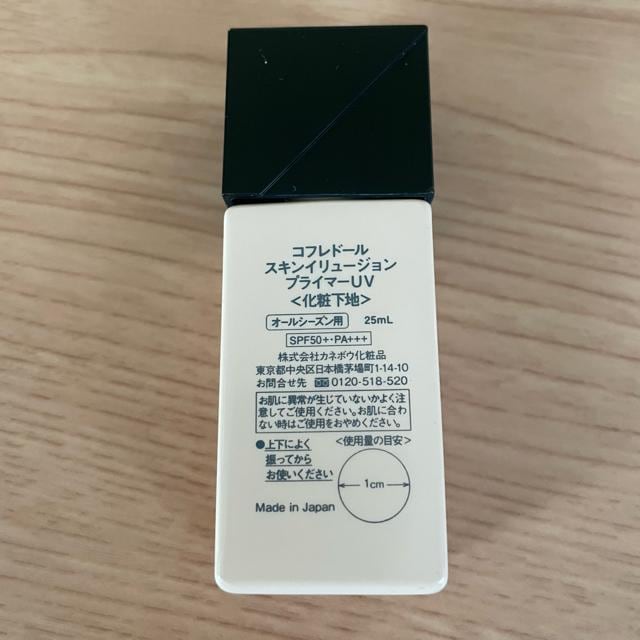 コフレドール
スキンイリュージョン
プライマーUV
<化粧下地>
オールシーズン用 25mL
SPF50+・PA+++
株式会社カネボウ化粧品
東京都中央区日本橋茅場町1-14-10
お問合せ先 0120-518-520
お肌に異常が生じていないかよく注
意してご使用ください。お肌に合わ
ない時はご使用をおやめください。
●上下によく
振ってから
お使いください
<使用量の目安>
1cm
Made in Japan